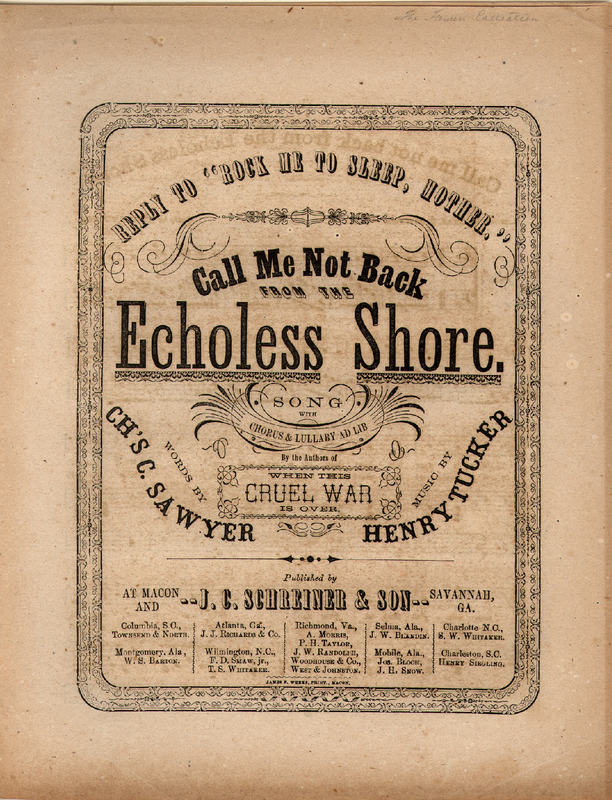 The Collection
REPLY TO "ROCK ME TO SLEEP, MOTHER."
Call Me Not Back
FROM THE
Echoless Shore.
SONG
WITH
CHORUS & LULLABY AD LIB
By the Authors of
WHEN THIS
CRUEL WAR
IS OVER.
WORDS BY
CH'S C. SAWYER
MUSIC BY
HENRY TUCKER
Published by
AT MACON AND -- J. C. SCHREINER & SON -- SAVANNAH, GA.
Columbia, S.C.,
TOWNSEND & NORTH.
Montgomery, Ala,
W. S. BARTON.
Atlanta, Ga.,
J. J. RICHARDS & Co.
Wilmington, N.C.,
F. D. SMAW, jr.,
T. S. WHITAKER.
Richmond, Va.,
A. MORRIS,
P. H. TAYLOR,
J. W. RANDOLPH,
WOODHOUSE & Co.,
WEST & JOHNSTON.
Selma, Ala.,
J. W. BLANDIN.
Mobile, Ala.,
JOS. BLOCH,
J. H. SNOW.
Charlotte N.C.,
S. W. WHITAKER.
Charleston, S.C.
HENRY SIEGLING.
JAMES F. WEEKS, PRINT., MACON.